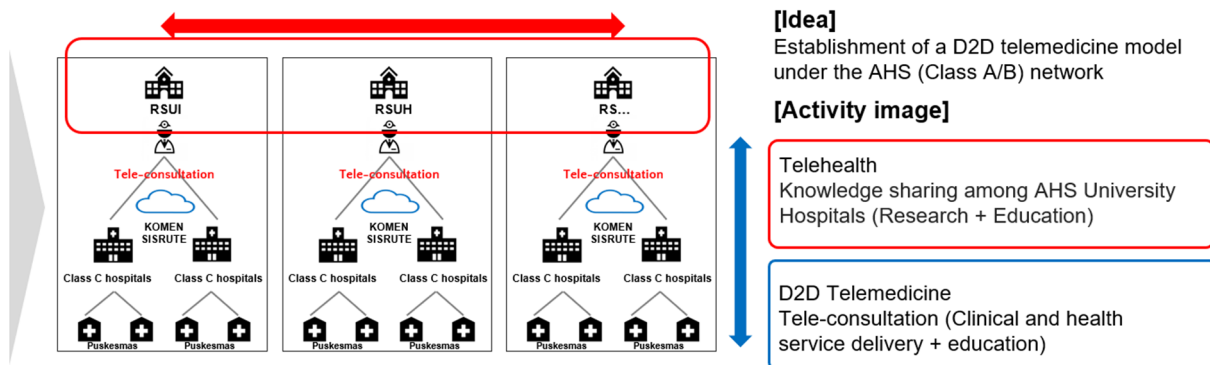 RSUI
RSUH
RS...
Tele-consultation
Tele-consultation
Tele-consultation
KOMEN
SISRUTE
KOMEN
SISRUTE
KOMEN
SISRUTE
Class C hospitals
Class C hospitals
Class C hospitals
Class C hospitals
Class C hospitals
Class C hospitals
Puskesmas
Puskesmas
Puskesmas
Puskesmas
Puskesmas
Puskesmas
[Idea]
Establishment of a D2D telemedicine model
under the AHS (Class A/B) network
[Activity image]
Telehealth
Knowledge sharing among AHS University
Hospitals (Research + Education)
D2D Telemedicine
Tele-consultation (Clinical and health
service delivery + education)